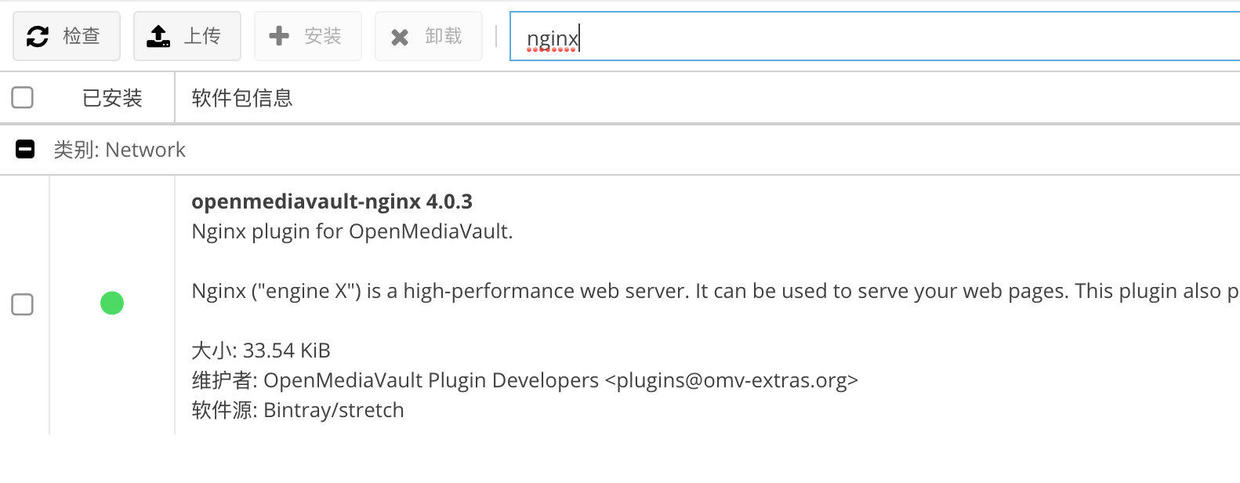 检查 上传 安装 卸载 nginx
已安装 软件包信息
类别: Network
openmediavault-nginx 4.0.3
Nginx plugin for OpenMediaVault.
Nginx ("engine X") is a high-performance web server. It can be used to serve your web pages. This plugin also p
大小: 33.54 KiB
维护者: OpenMediaVault Plugin Developers <plugins@omv-extras.org>
软件源: Bintray/stretch